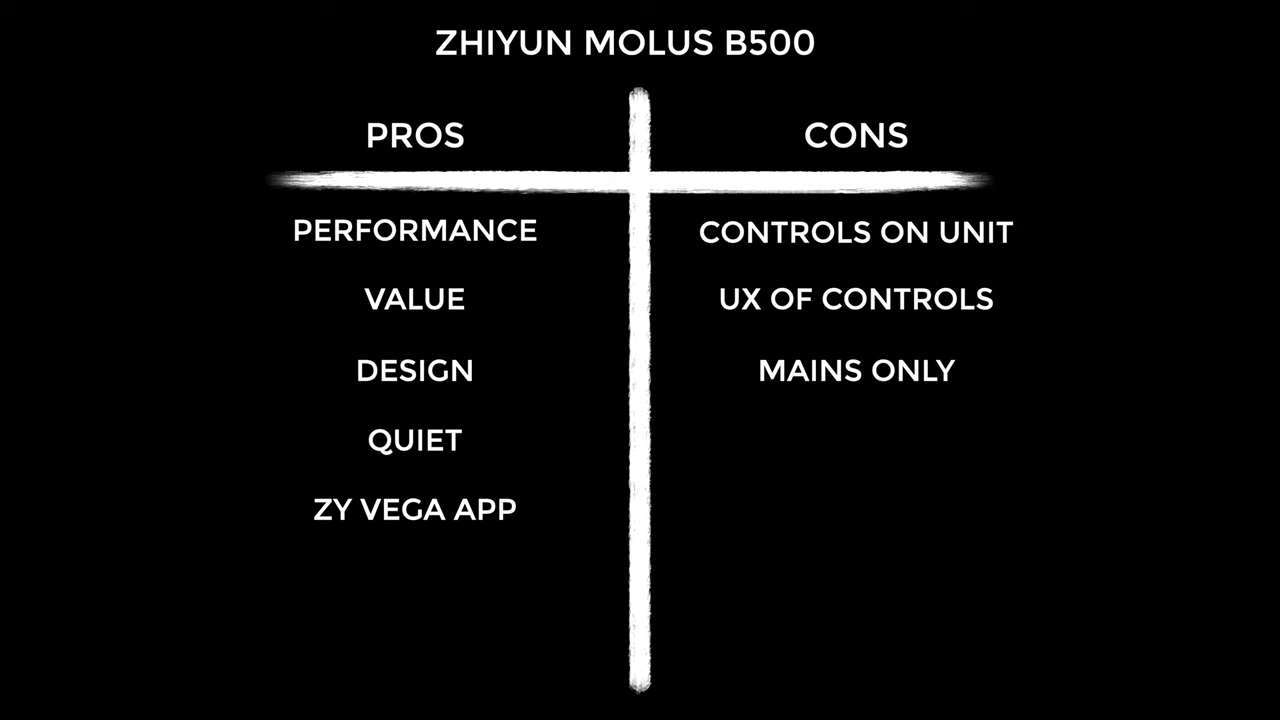 ZHIYUN MOLUS B500
PROS
CONS
PERFORMANCE
CONTROLS ON UNIT
VALUE
UX OF CONTROLS
DESIGN
MAINS ONLY
QUIET
ZY VEGA APP